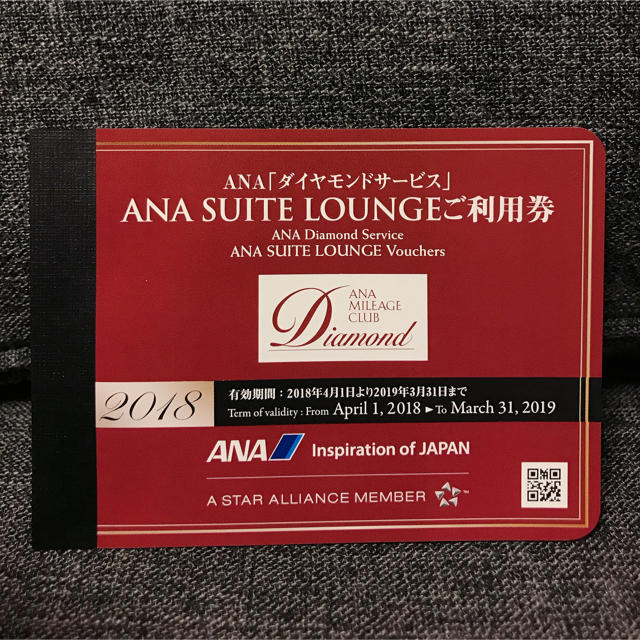 ANA「ダイヤモンドサービス」
ANA SUITE LOUNGEご利用券
ANA Diamond Service
ANA SUITE LOUNGE Vouchers
ANA
MILEAGE
CLUB
Diamond
2018
有効期間：2018年4月1日より2019年3月31日まで
Term of validity : From April 1, 2018 ▶ To March 31, 2019
ANA Inspiration of JAPAN
A STAR ALLIANCE MEMBER ™